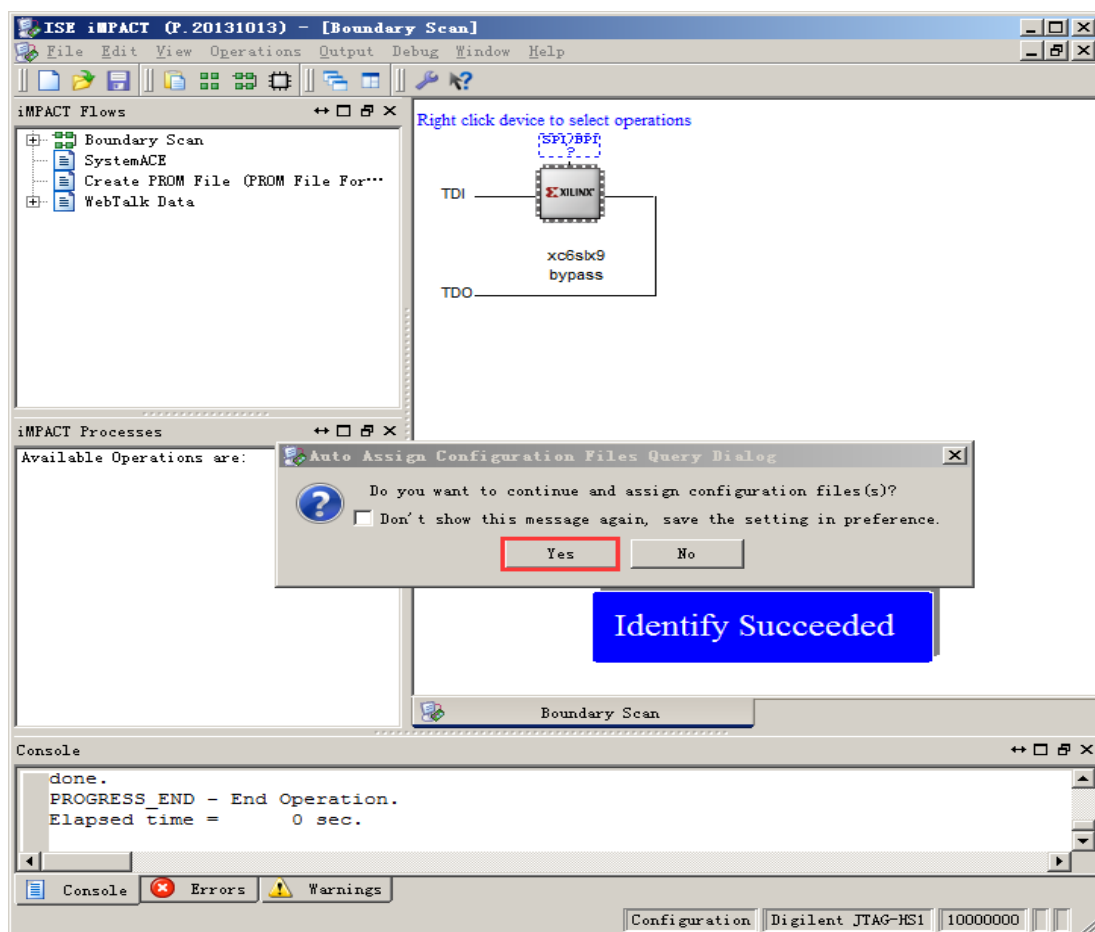 ISE iMPACT (P.20131013) - [Boundary Scan]
File Edit View Operations Output Debug Window Help
iMPACT Flows
Boundary Scan
SystemACE
Create PROM File (PROM File For...
WebTalk Data
Right click device to select operations
SPI/BPI
?
TDI
XILINX
xc6slx9
bypass
TDO
iMPACT Processes
Available Operations are:
Auto Assign Configuration Files Query Dialog
Do you want to continue and assign configuration files(s)?
Don't show this message again, save the setting in preference.
Yes No
Identify Succeeded
Boundary Scan
Console
done.
PROGRESS_END - End Operation.
Elapsed time = 0 sec.
Console Errors Warnings
Configuration Digilent JTAG-HS1 10000000